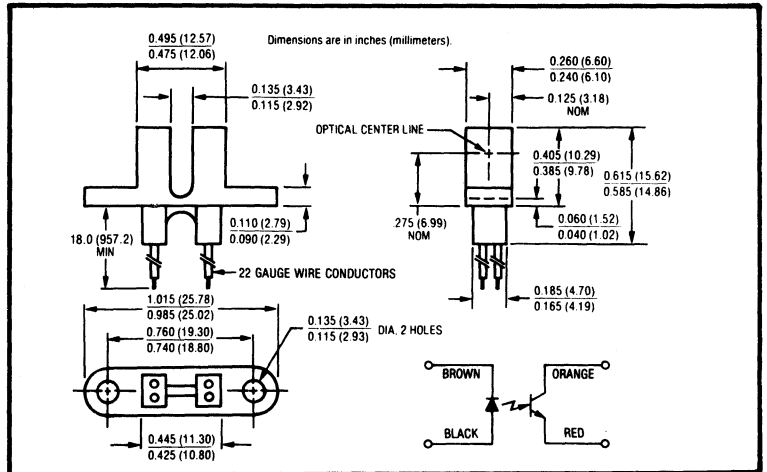 0.495 (12.57)
0.475 (12.06)
Dimensions are in inches (millimeters).
0.135 (3.43)
0.115 (2.92)
0.260 (6.60)
0.240 (6.10)
0.125 (3.18)
NOM
OPTICAL CENTER LINE
0.405 (10.29)
0.385 (9.78)
0.615 (15.62)
0.585 (14.86)
0.110 (2.79)
0.090 (2.29)
.275 (6.99)
NOM
0.060 (1.52)
0.040 (1.02)
18.0 (957.2)
MIN
22 GAUGE WIRE CONDUCTORS
0.185 (4.70)
0.165 (4.19)
1.015 (25.78
0.985 (25.02)
0.760 (19.30)
0.740 (18.80)
0.135 (3.43)
0.115 (2.93)
DIA. 2 HOLES
BROWN
ORANGE
BLACK
RED
0.445 (11.30)
0.425 (10.80)